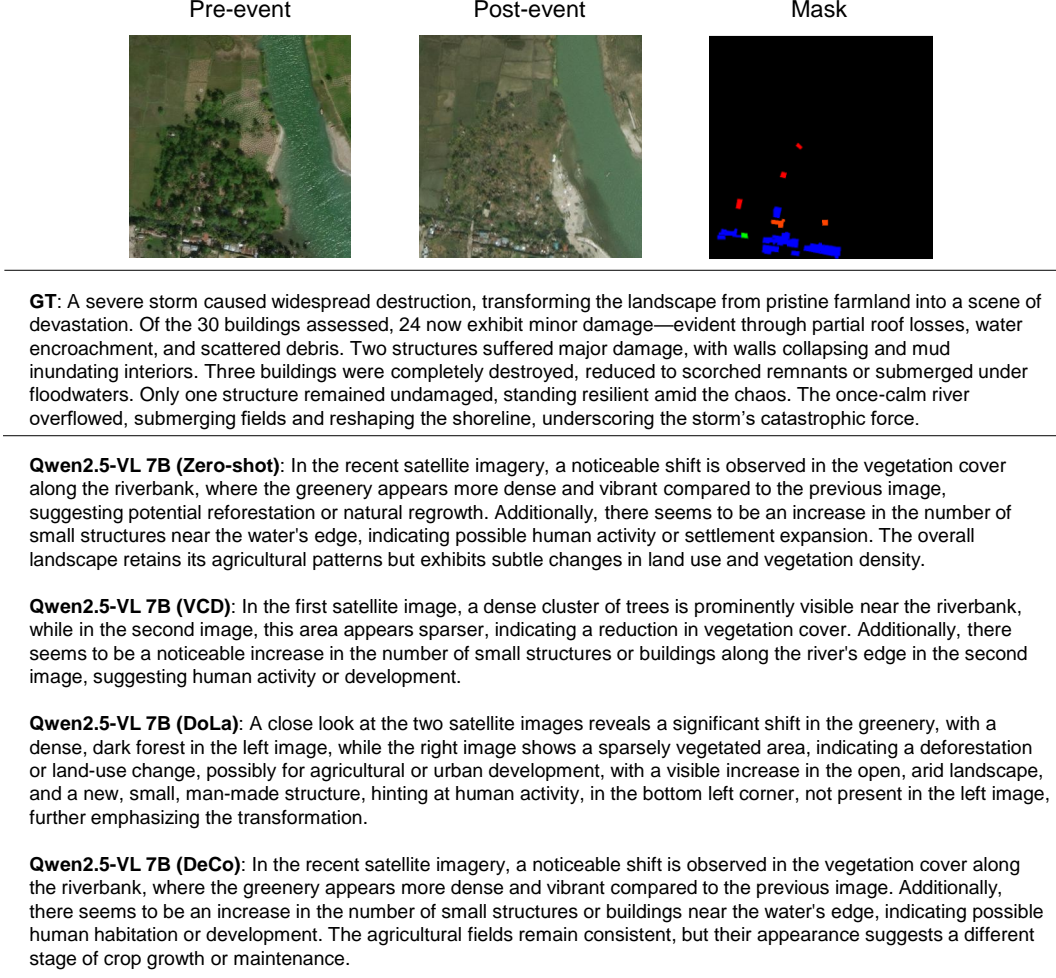 Pre-event Post-event Mask
GT: A severe storm caused widespread destruction, transforming the landscape from pristine farmland into a scene of
devastation. Of the 30 buildings assessed, 24 now exhibit minor damage—evident through partial roof losses, water
encroachment, and scattered debris. Two structures suffered major damage, with walls collapsing and mud
inundating interiors. Three buildings were completely destroyed, reduced to scorched remnants or submerged under
floodwaters. Only one structure remained undamaged, standing resilient amid the chaos. The once-calm river
overflowed, submerging fields and reshaping the shoreline, underscoring the storm’s catastrophic force.
Qwen2.5-VL 7B (Zero-shot): In the recent satellite imagery, a noticeable shift is observed in the vegetation cover
along the riverbank, where the greenery appears more dense and vibrant compared to the previous image,
suggesting potential reforestation or natural regrowth. Additionally, there seems to be an increase in the number of
small structures near the water's edge, indicating possible human activity or settlement expansion. The overall
landscape retains its agricultural patterns but exhibits subtle changes in land use and vegetation density.
Qwen2.5-VL 7B (VCD): In the first satellite image, a dense cluster of trees is prominently visible near the riverbank,
while in the second image, this area appears sparser, indicating a reduction in vegetation cover. Additionally, there
seems to be a noticeable increase in the number of small structures or buildings along the river's edge in the second
image, suggesting human activity or development.
Qwen2.5-VL 7B (DoLa): A close look at the two satellite images reveals a significant shift in the greenery, with a
dense, dark forest in the left image, while the right image shows a sparsely vegetated area, indicating a deforestation
or land-use change, possibly for agricultural or urban development, with a visible increase in the open, arid landscape,
and a new, small, man-made structure, hinting at human activity, in the bottom left corner, not present in the left image,
further emphasizing the transformation.
Qwen2.5-VL 7B (DeCo): In the recent satellite imagery, a noticeable shift is observed in the vegetation cover along
the riverbank, where the greenery appears more dense and vibrant compared to the previous image. Additionally,
there seems to be an increase in the number of small structures or buildings near the water's edge, indicating possible
human habitation or development. The agricultural fields remain consistent, but their appearance suggests a different
stage of crop growth or maintenance.